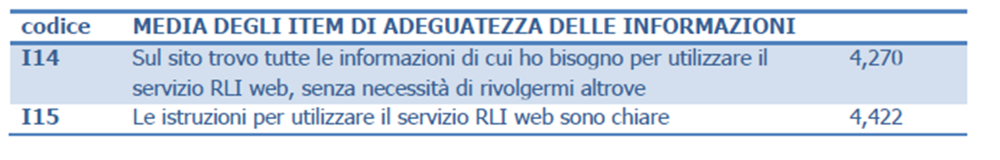 codice MEDIA DEGLI ITEM DI ADEGUATEZZA DELLE INFORMAZIONI
I14 Sul sito trovo tutte le informazioni di cui ho bisogno per utilizzare il 4,270
servizio RLI web, senza necessità di rivolgermi altrove
I15 Le istruzioni per utilizzare il servizio RLI web sono chiare 4,422